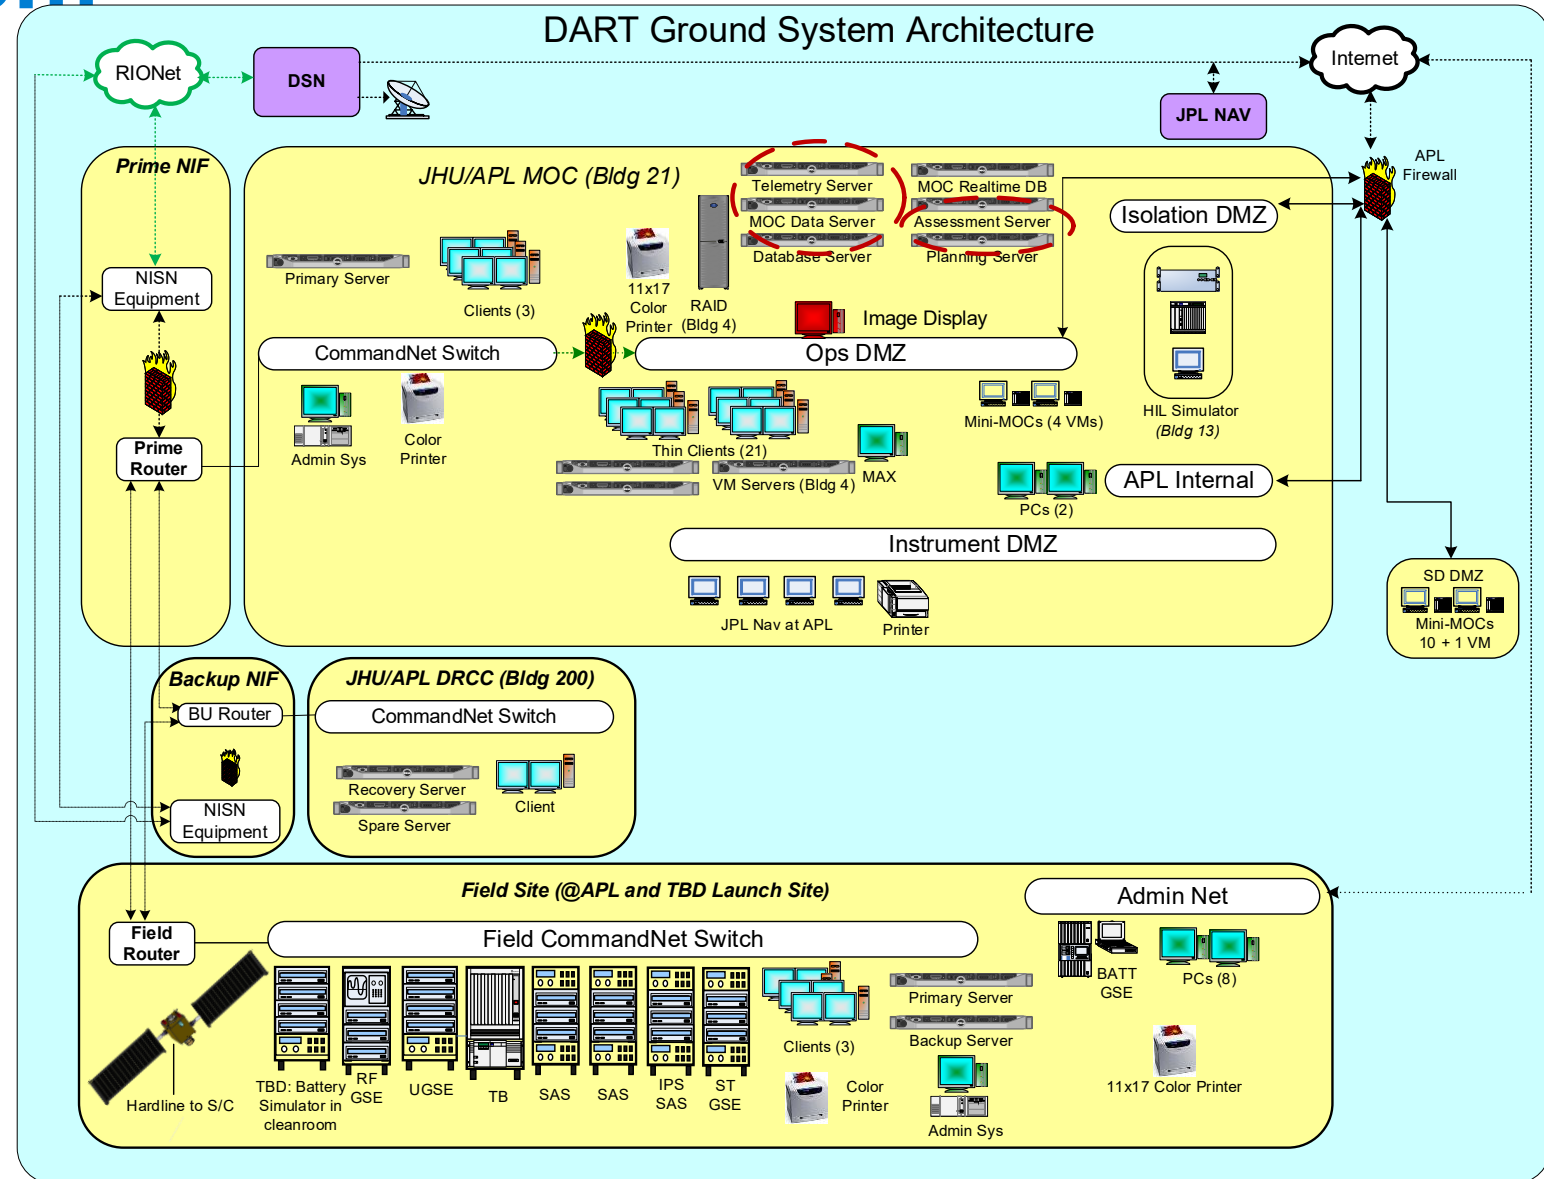 DART Ground System Architecture
RIONet
DSN
Internet
JPL NAV
APL
Firewall
Prime NIF
JHU/APL MOC (Bldg 21)
Telemetry Server
MOC Realtime DB
MOC Data Server
Assessment Server
Database Server
Planning Server
Isolation DMZ
NISN
Equipment
Primary Server
Clients (3)
11x17
Color
Printer
RAID
(Bldg 4)
Image Display
CommandNet Switch
Ops DMZ
HIL Simulator
(Bldg 13)
Admin Sys
Color
Printer
Thin Clients (21)
Mini-MOCs (4 VMs)
VM Servers (Bldg 4)
MAX
Prime
Router
PCs (2)
APL Internal
Instrument DMZ
JPL Nav at APL
Printer
SD DMZ
Mini-MOCs
10 + 1 VM
Backup NIF
BU Router
NISN
Equipment
JHU/APL DRCC (Bldg 200)
CommandNet Switch
Recovery Server
Spare Server
Client
Field Site (@APL and TBD Launch Site)
Admin Net
Field
Router
Field CommandNet Switch
BATT
GSE
PCs (8)
Primary Server
Backup Server
Clients (3)
Hardline to S/C
TBD: Battery
Simulator in
cleanroom
RF
GSE
UGSE
TB
SAS
SAS
IPS
SAS
ST
GSE
Color
Printer
Admin Sys
11x17 Color Printer